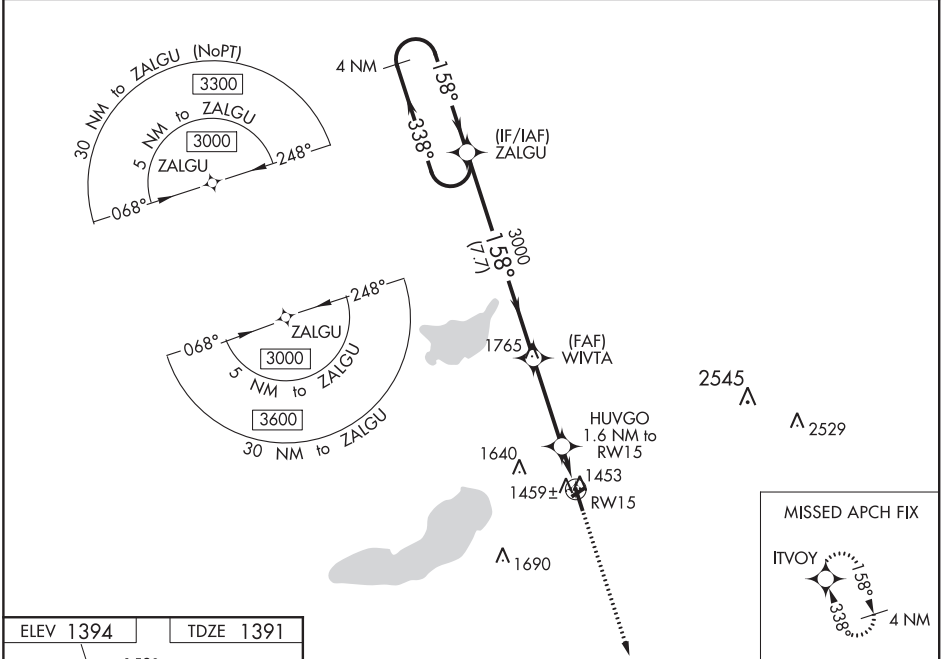 30 NM to ZALGU (NoPT)
3300
5 NM to ZALGU
3000
ZALGU
248°
068°
4 NM
158°
338°
(IF/IAF)
ZALGU
3000
158°
(7.7)
248°
ZALGU
068°
3000
5 NM to ZALGU
3600
30 NM to ZALGU
1765
(FAF)
WIVTA
2545
2529
HUVGO
1.6 NM to
RW15
1640
1453
1459±
RW15
1690
MISSED APCH FIX
ITVOY
158°
338°
4 NM
ELEV 1394
TDZE 1391